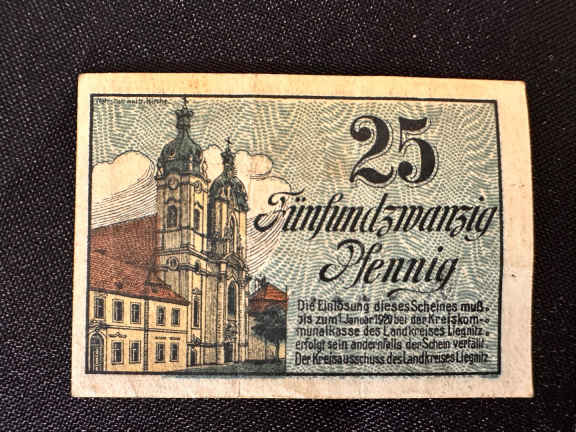 25
Fünfundzwanzig
Pfennig
Die Einlösung dieses Scheines muß
bis zum 1. Januar 1920 bei der Kreiskom-
munalkasse des Landkreises Liegnitz
erfolgt sein andernfalls der Schein verfällt.
Der Kreisausschuss des Landkreises Liegnitz